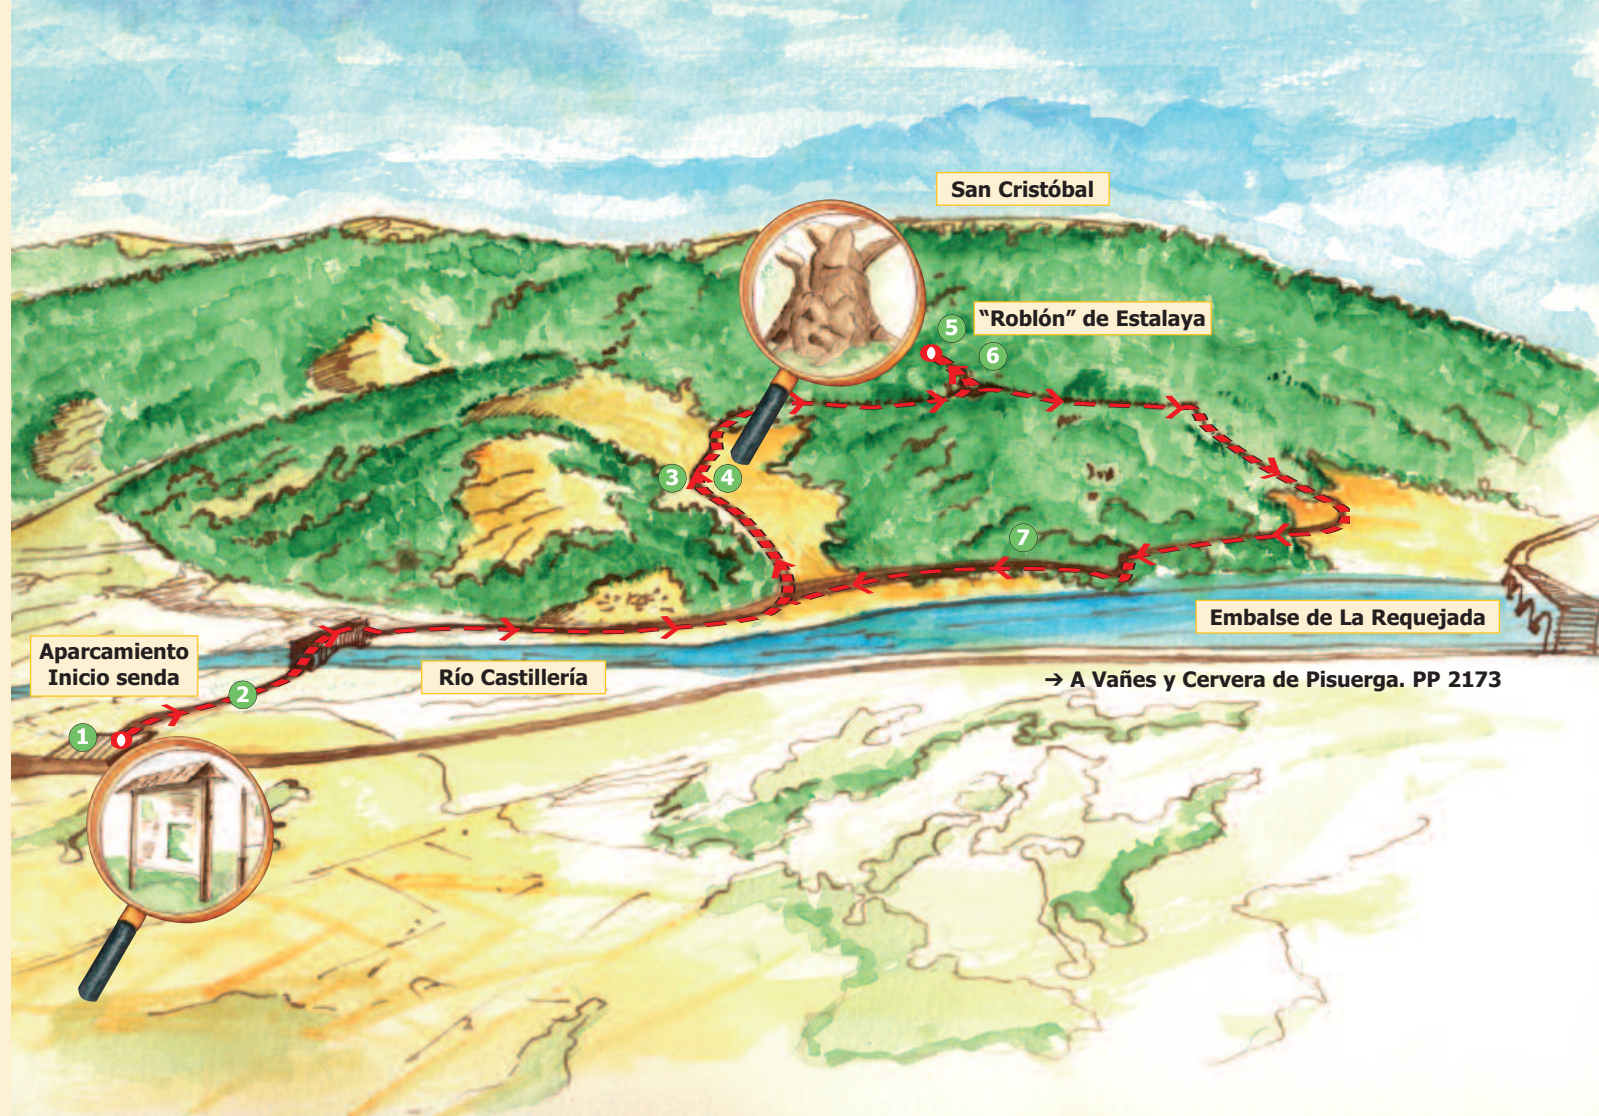 San Cristóbal
5
"Roblón" de Estalaya
6
3
4
7
Embalse de La Requejada
Aparcamiento
Inicio senda
Río Castillería
→ A Vañes y Cervera de Pisuerga. PP 2173
2
1